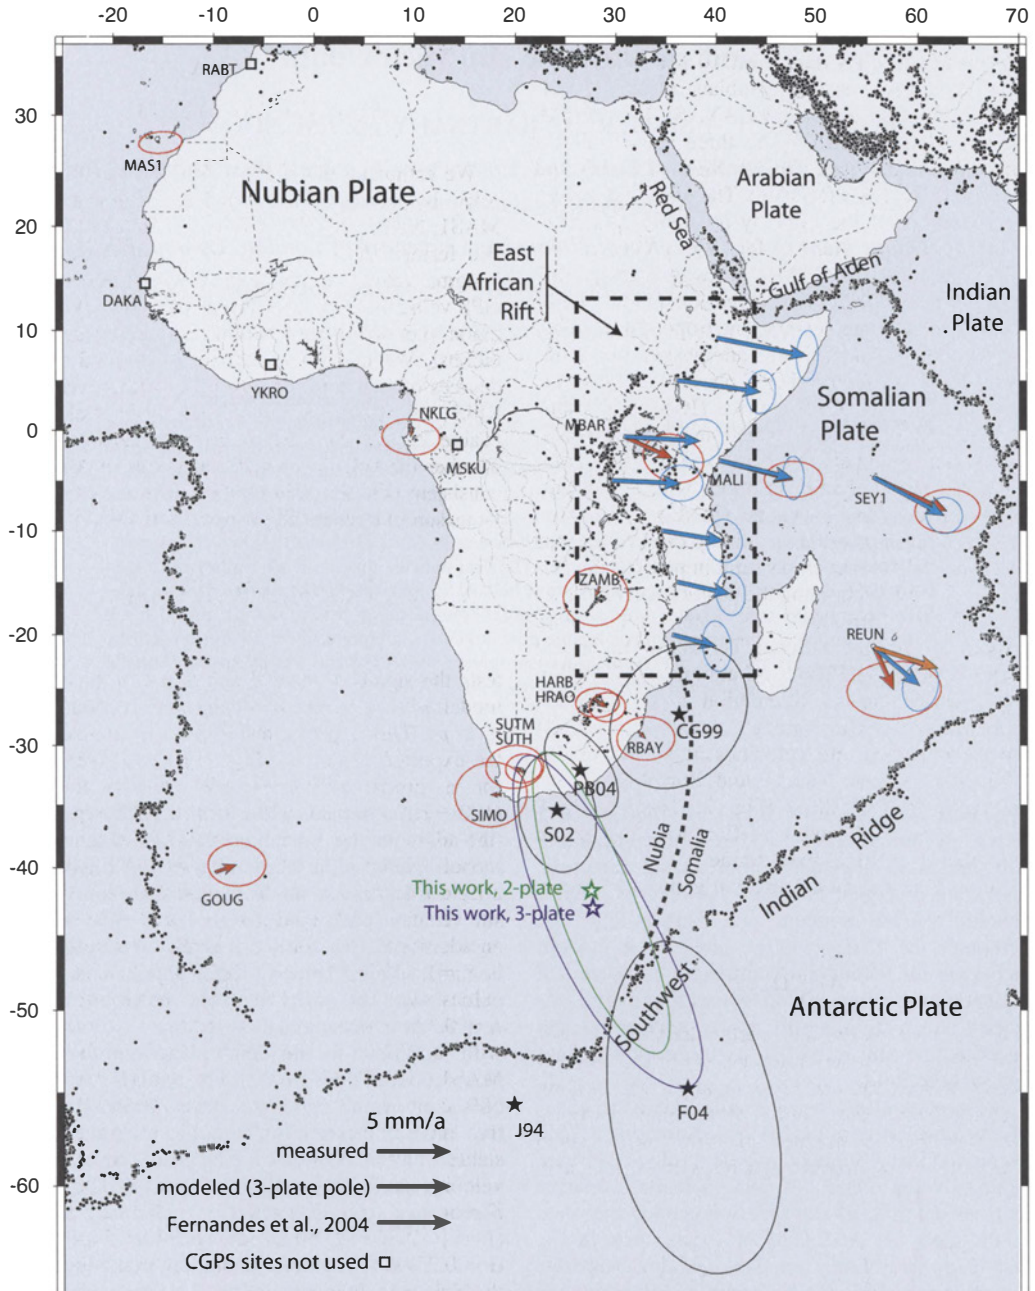 -20 -10 0 10 20 30 40 50 60 70
30
20
10
0
-10
-20
-30
-40
-50
-60
RABT
MAS1
Nubian Plate
Arabian
Plate
Red Sea
Gulf of Aden
East
African
Rift
Indian
Plate
DAKA
YKRO
NKLG
MSKU
MBAR
Somalian
Plate
MALI
SEY1
ZAMB
REUN
HARB
HRAO
SUTM
SUTH
SIMO
RBAY
CG99
PB04
S02
GOUG
Nubia
Somalia
This work, 2-plate
This work, 3-plate
Southwest
Indian
Ridge
Antarctic Plate
F04
J94
5 mm/a
measured
modeled (3-plate pole)
Fernandes et al., 2004
CGPS sites not used